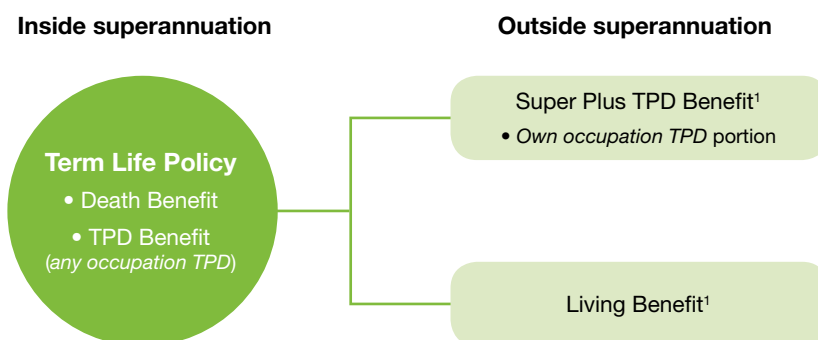 Inside superannuation
Outside superannuation
Term Life Policy
• Death Benefit
• TPD Benefit
(any occupation TPD)
Super Plus TPD Benefit¹
• Own occupation TPD portion
Living Benefit¹